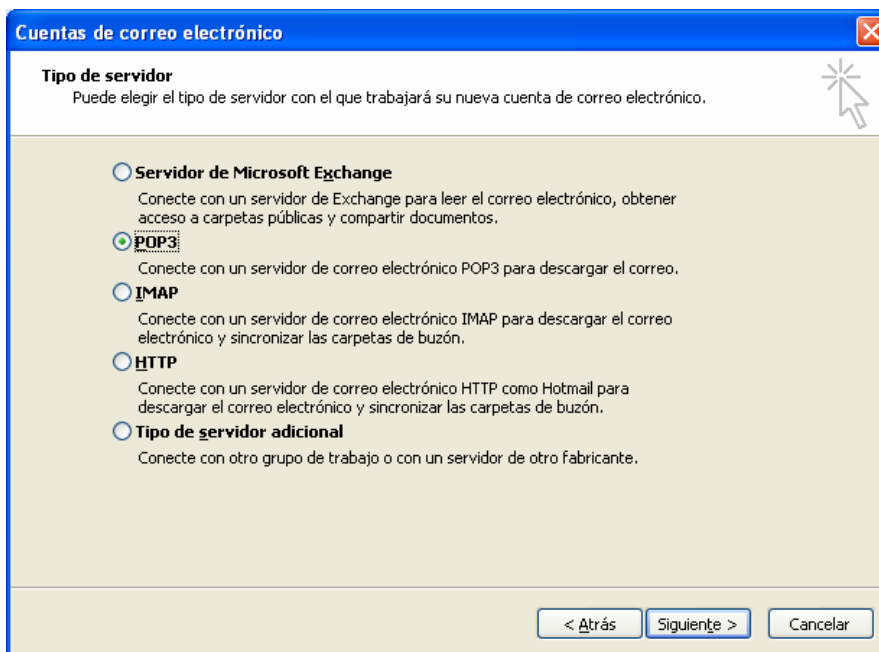 Cuentas de correo electrónico
Tipo de servidor
Puede elegir el tipo de servidor con el que trabajará su nueva cuenta de correo electrónico.
Servidor de Microsoft Exchange
Conecte con un servidor de Exchange para leer el correo electrónico, obtener
acceso a carpetas públicas y compartir documentos.
POP3
Conecte con un servidor de correo electrónico POP3 para descargar el correo.
IMAP
Conecte con un servidor de correo electrónico IMAP para descargar el correo
electrónico y sincronizar las carpetas de buzón.
HTTP
Conecte con un servidor de correo electrónico HTTP como Hotmail para
descargar el correo electrónico y sincronizar las carpetas de buzón.
Tipo de servidor adicional
Conecte con otro grupo de trabajo o con un servidor de otro fabricante.
< Atrás Siguiente > Cancelar